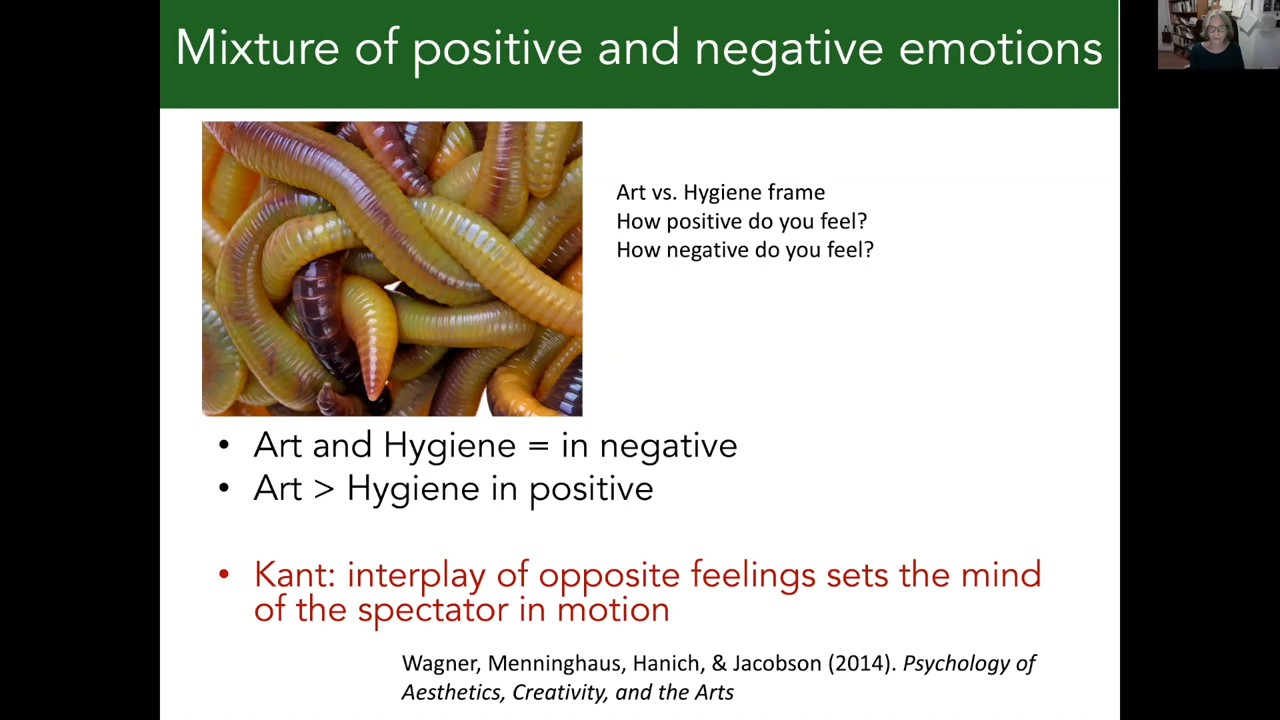 Mixture of positive and negative emotions
Art vs. Hygiene frame
How positive do you feel?
How negative do you feel?
• Art and Hygiene = in negative
• Art > Hygiene in positive
• Kant: interplay of opposite feelings sets the mind
of the spectator in motion
Wagner, Menninghaus, Hanich, & Jacobson (2014). Psychology of
Aesthetics, Creativity, and the Arts